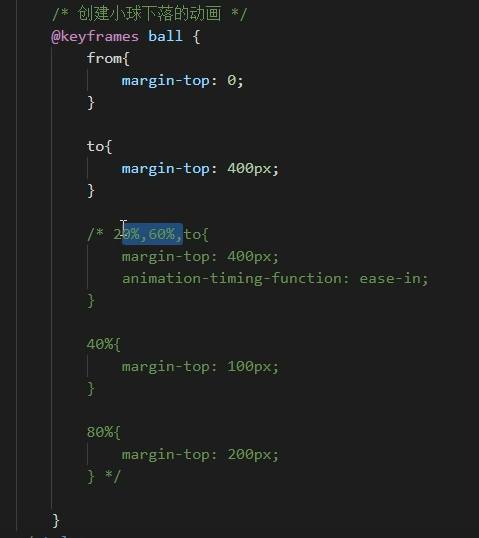 /* 创建小球下落的动画 */
@keyframes ball {
from{
margin-top: 0;
}
to{
margin-top: 400px;
}
/* 20%,60%,to{
margin-top: 400px;
animation-timing-function: ease-in;
}
40%{
margin-top: 100px;
}
80%{
margin-top: 200px;
} */
}